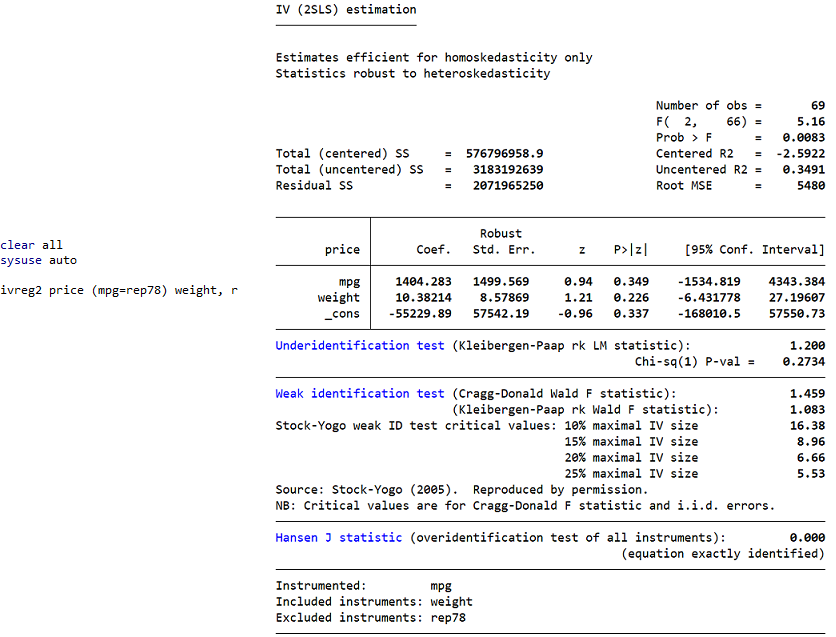 clear all
sysuse auto
ivreg2 price (mpg=rep78) weight, r
IV (2SLS) estimation
Estimates efficient for homoskedasticity only
Statistics robust to heteroskedasticity
Number of obs = 69
F( 2, 66) = 5.16
Prob > F = 0.0083
Total (centered) SS = 576796958.9 Centered R2 = -2.5922
Total (uncentered) SS = 3183192639 Uncentered R2 = 0.3491
Residual SS = 2071965250 Root MSE = 5480
Robust
price Coef. Std. Err. z P>|z| [95% Conf. Interval]
mpg 1404.283 1499.569 0.94 0.349 -1534.819 4343.384
weight 10.38214 8.57869 1.21 0.226 -6.431778 27.19607
_cons -55229.89 57542.19 -0.96 0.337 -168010.5 57550.73
Underidentification test (Kleibergen-Paap rk LM statistic): 1.200
Chi-sq(1) P-val = 0.2734
Weak identification test (Cragg-Donald Wald F statistic): 1.459
(Kleibergen-Paap rk Wald F statistic): 1.083
Stock-Yogo weak ID test critical values: 10% maximal IV size 16.38
15% maximal IV size 8.96
20% maximal IV size 6.66
25% maximal IV size 5.53
Source: Stock-Yogo (2005). Reproduced by permission.
NB: Critical values are for Cragg-Donald F statistic and i.i.d. errors.
Hansen J statistic (overidentification test of all instruments): 0.000
(equation exactly identified)
Instrumented: mpg
Included instruments: weight
Excluded instruments: rep78